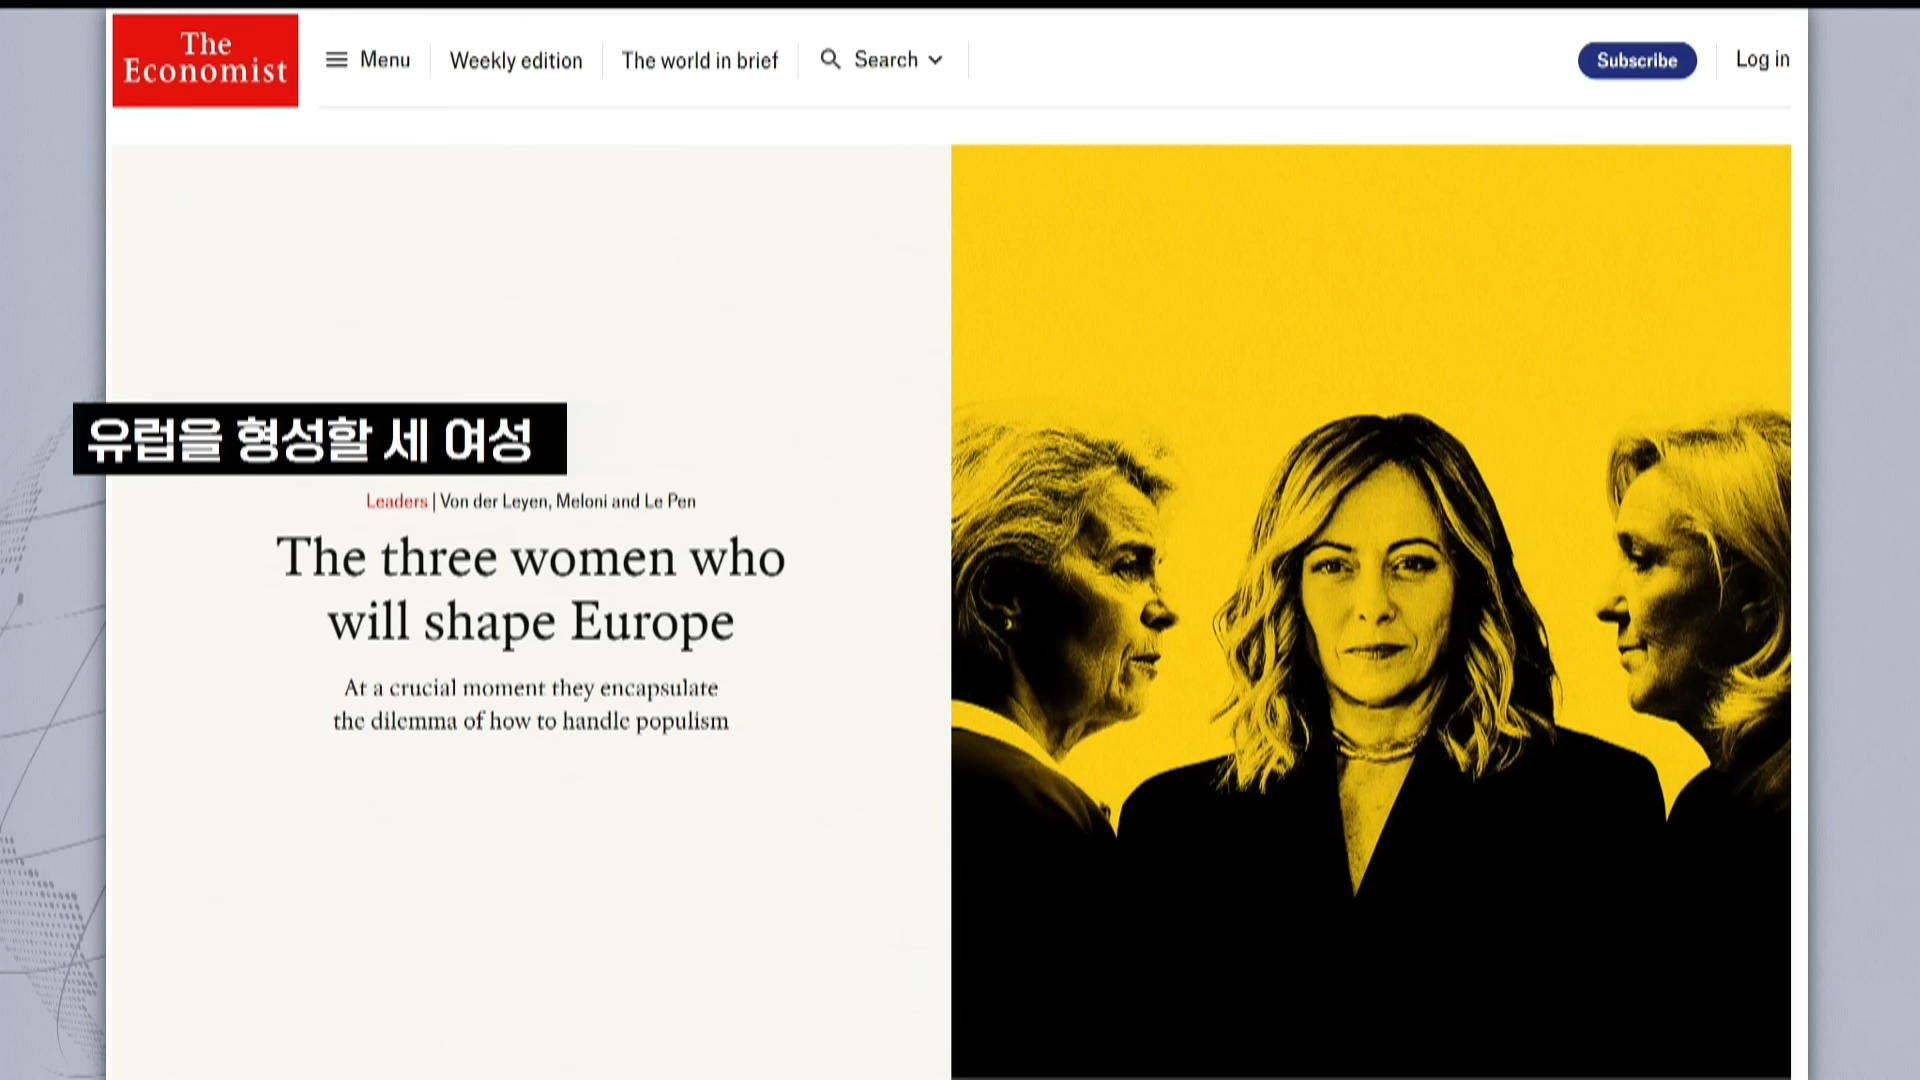 The
Economist
Menu
Weekly edition
The world in brief
Search
Subscribe
Log in
유럽을 형성할 세 여성
Leaders | Von der Leyen, Meloni and Le Pen
The three women who
will shape Europe
At a crucial moment they encapsulate
the dilemma of how to handle populism